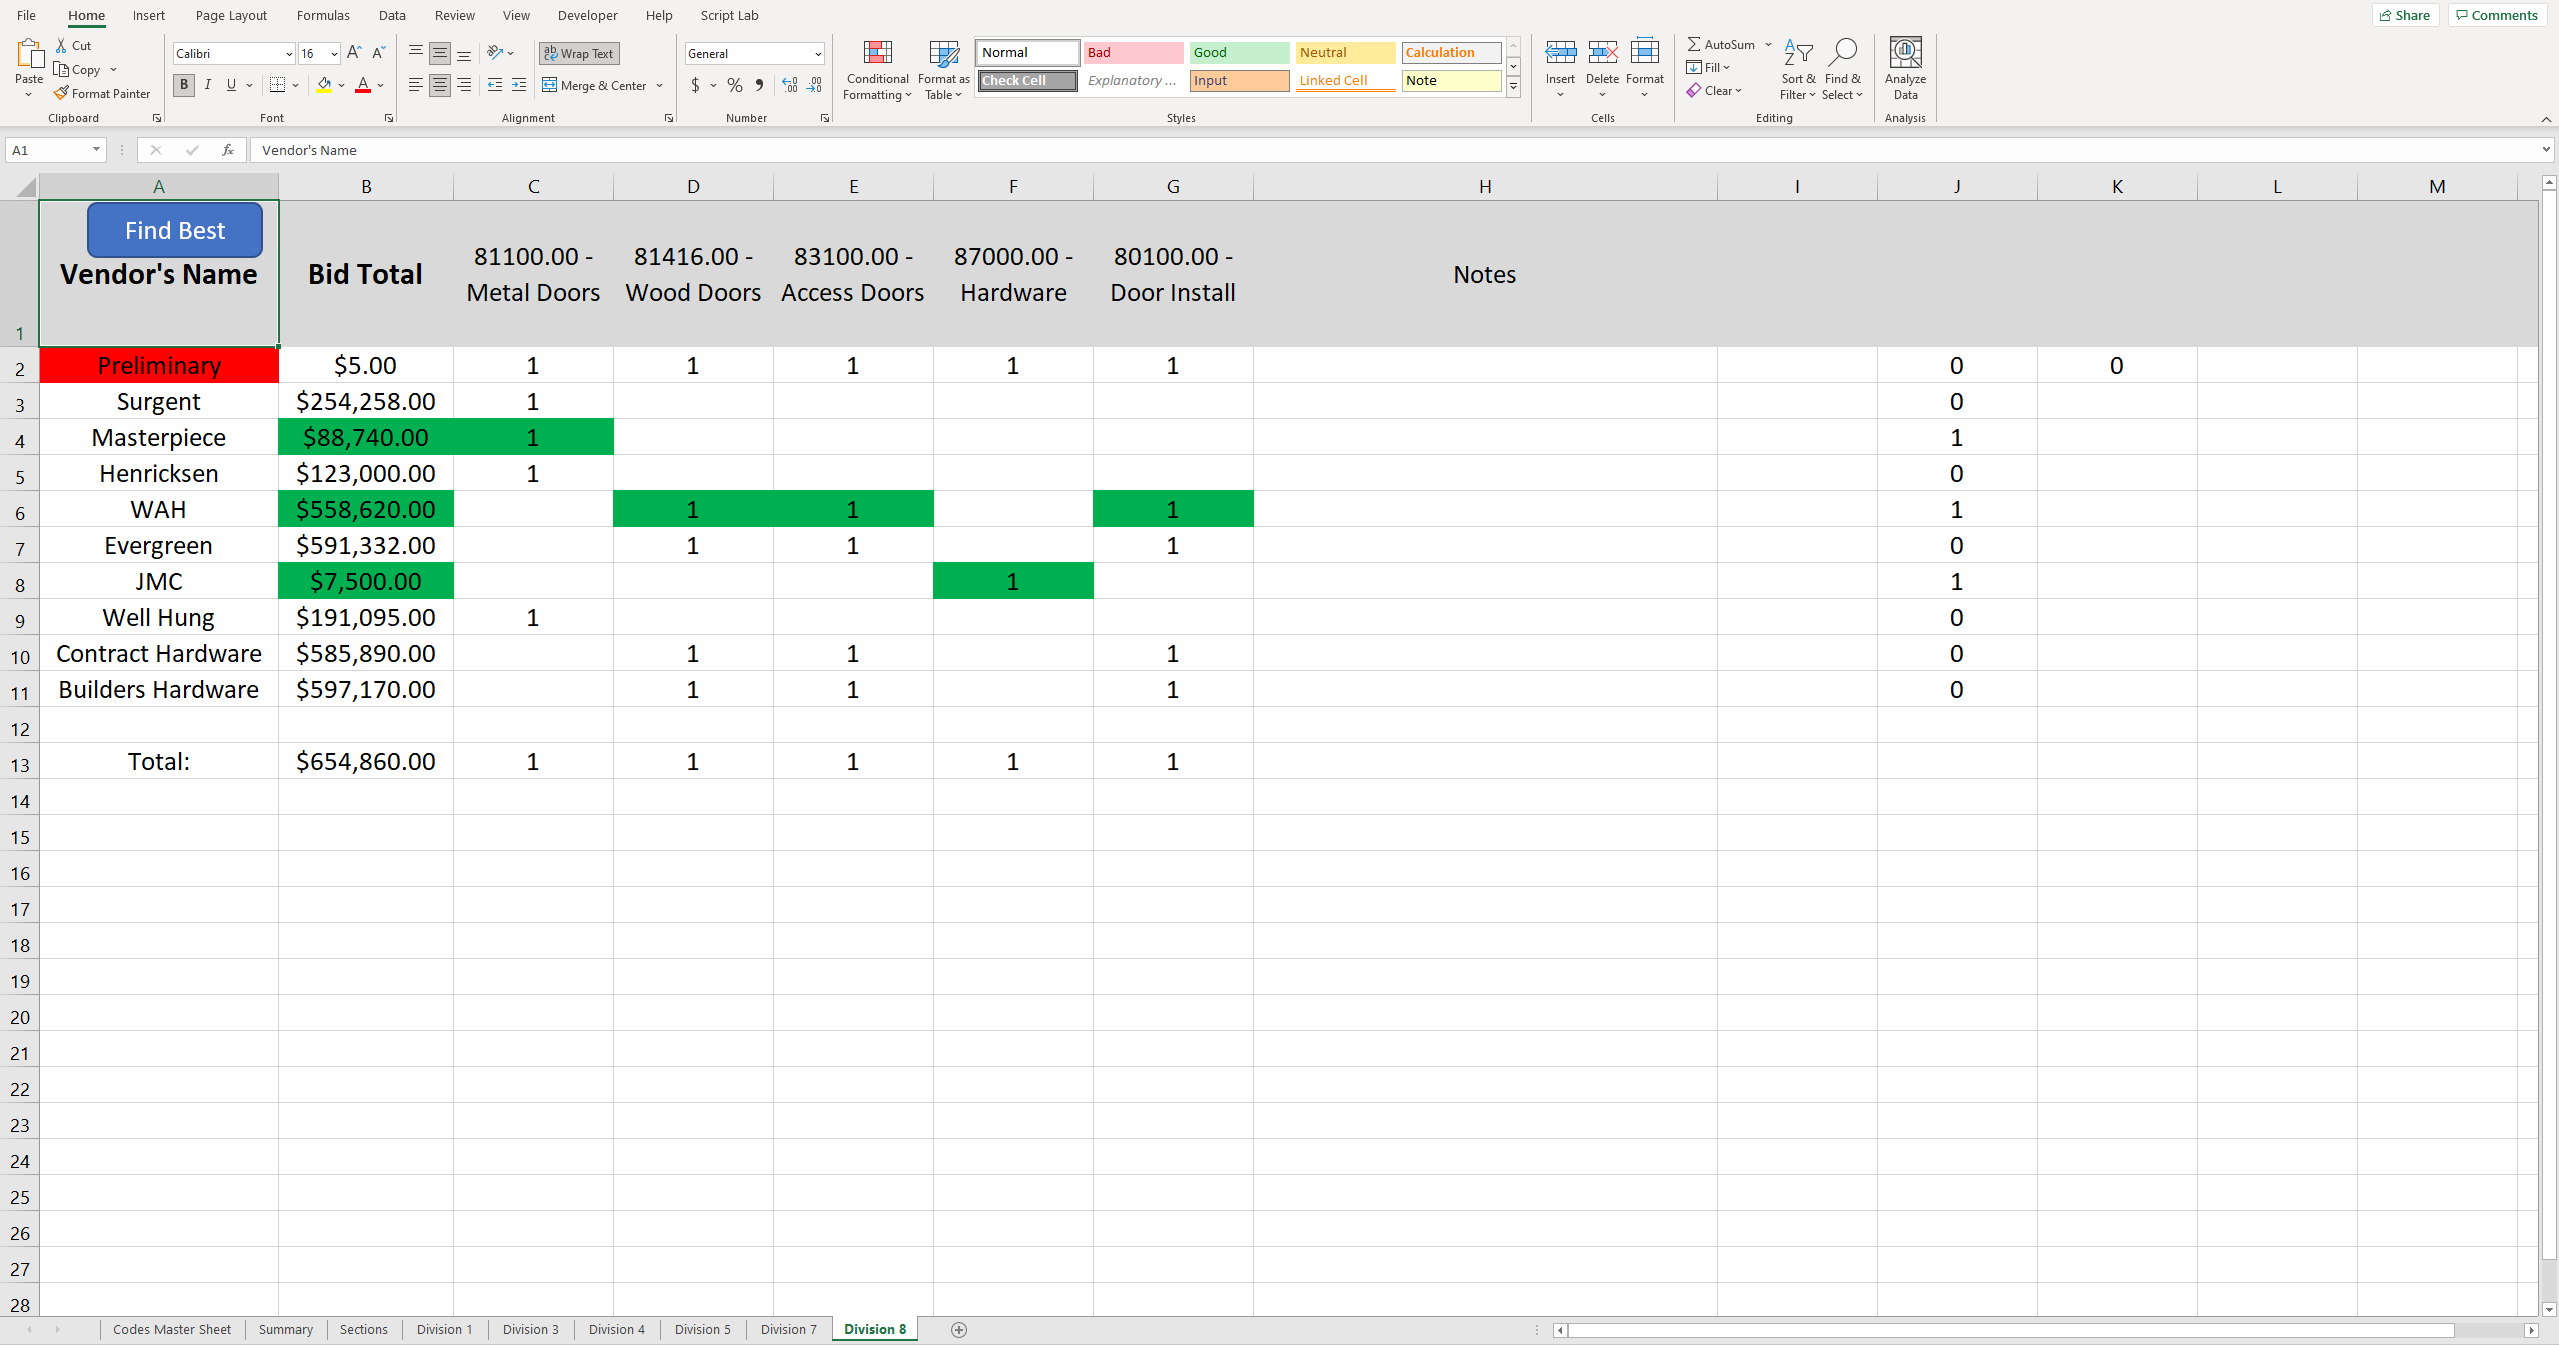 File Home Insert Page Layout Formulas Data Review View Developer Help Script Lab Share Comments
Paste Cut Copy Format Painter Clipboard
Calibri 16 A^ A˅ B I U A Font
ab Wrap Text Merge & Center Alignment
General $ % , .00 Number
Conditional Formatting Format as Table
Normal Bad Good Neutral Calculation
Check Cell Explanatory ... Input Linked Cell Note
Styles
Insert Delete Format Cells
AutoSum Fill Clear Sort & Filter Find & Select Editing
Analyze Data Analysis
A1 fx Vendor's Name
A B C D E F G H I J K L M
Find Best
1 Vendor's Name Bid Total 81100.00 - Metal Doors 81416.00 - Wood Doors 83100.00 - Access Doors 87000.00 - Hardware 80100.00 - Door Install Notes
2 Preliminary $5.00 1 1 1 1 1 0 0
3 Surgent $254,258.00 1 0
4 Masterpiece $88,740.00 1 1
5 Henricksen $123,000.00 1 0
6 WAH $558,620.00 1 1 1 1
7 Evergreen $591,332.00 1 1 1 0
8 JMC $7,500.00 1 1
9 Well Hung $191,095.00 1 0
10 Contract Hardware $585,890.00 1 1 1 0
11 Builders Hardware $597,170.00 1 1 1 0
12
13 Total: $654,860.00 1 1 1 1 1
14
15
16
17
18
19
20
21
22
23
24
25
26
27
28
Codes Master Sheet Summary Sections Division 1 Division 3 Division 4 Division 5 Division 7 Division 8